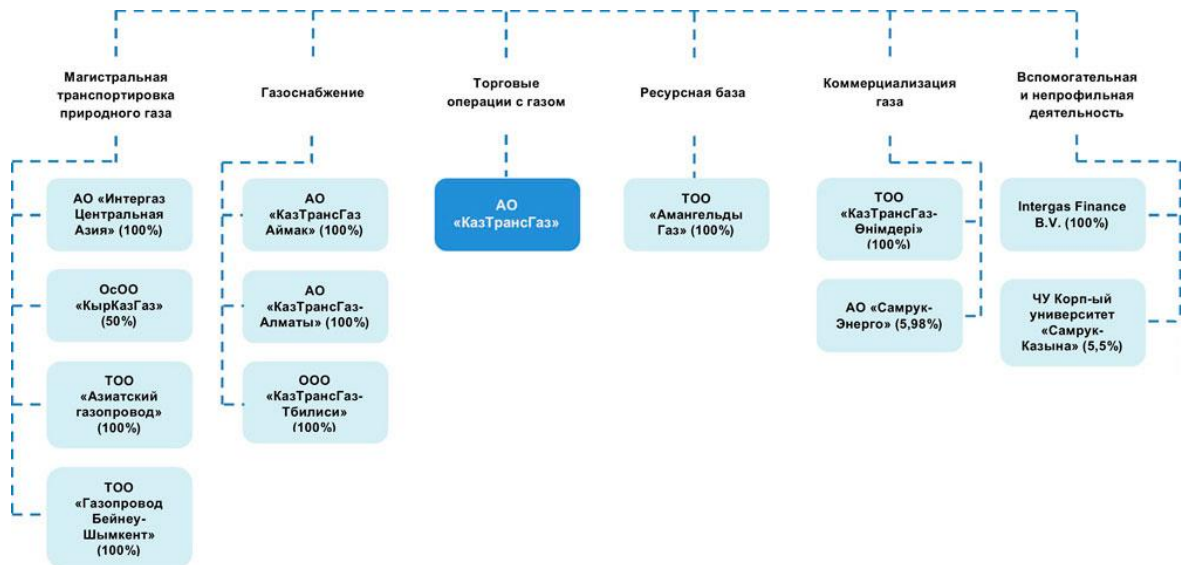 Магистральная
транспортировка
природного газа
Газоснабжение
Торговые
операции с газом
Ресурсная база
Коммерциализация
газа
Вспомогательная
и непрофильная
деятельность
АО «Интергаз
Центральная
Азия» (100%)
ОсОО
«КырКазГаз»
(50%)
ТОО
«Азиатский
газопровод»
(100%)
ТОО
«Газопровод
Бейнеу-
Шымкент»
(100%)
АО
«КазТрансГаз
Аймак» (100%)
АО
«КазТрансГаз-
Алматы» (100%)
ООО
«КазТрансГаз-
Тбилиси»
(100%)
АО
«КазТрансГаз»
ТОО
«Амангельды
Газ» (100%)
ТОО
«КазТрансГаз-
Өнімдері»
(100%)
АО «Самрук-
Энерго» (5,98%)
Intergas Finance
B.V. (100%)
ЧУ Корп-ый
университет
«Самрук-
Казына» (5,5%)